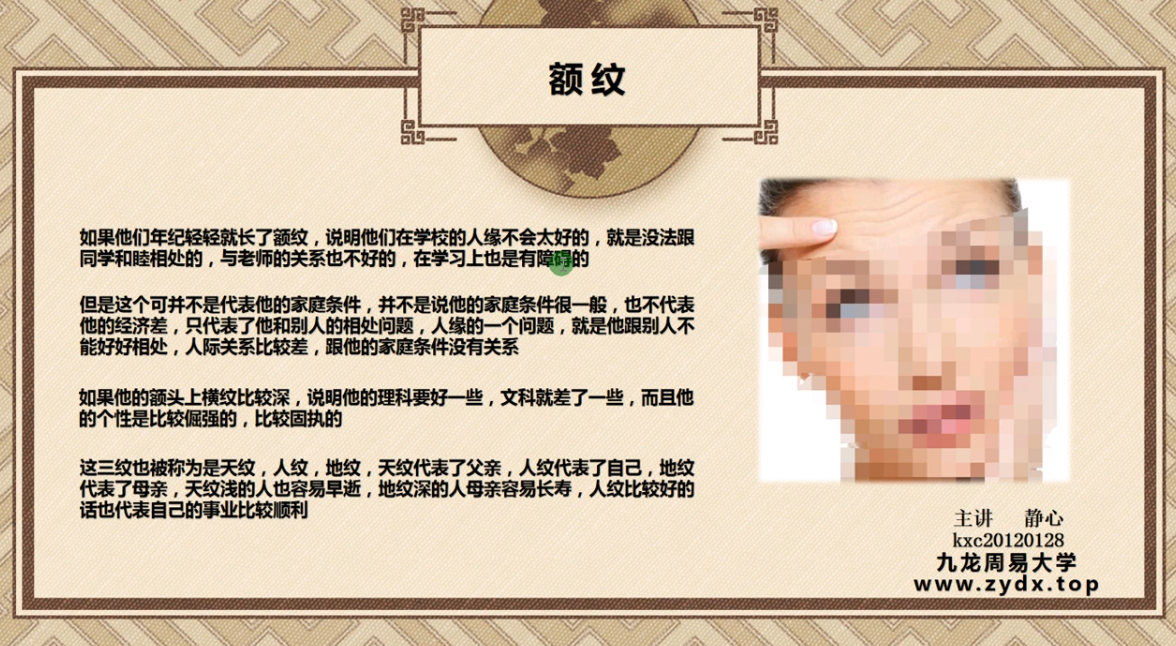 额纹
如果他们年纪轻轻就长了额纹，说明他们在学校的人缘不会太好的，就是没法跟
同学和睦相处的，与老师的关系也不好的，在学习上也是有障碍的
但是这个可并不是代表他的家庭条件，并不是说他的家庭条件很一般，也不代表
他的经济差，只代表了他和别人的相处问题，人缘的一个问题，就是他跟别人不
能好好相处，人际关系比较差，跟他的家庭条件没有关系
如果他的额头上横纹比较深，说明他的理科要好一些，文科就差了一些，而且他
的个性是比较倔强的，比较固执的
这三纹也被称为是天纹，人纹，地纹，天纹代表了父亲，人纹代表了自己，地纹
代表了母亲，天纹浅的人也容易早逝，地纹深的人母亲容易长寿，人纹比较好的
话也代表自己的事业比较顺利
主讲 静心
kxc20120128
九龙周易大学
www.zydx.top